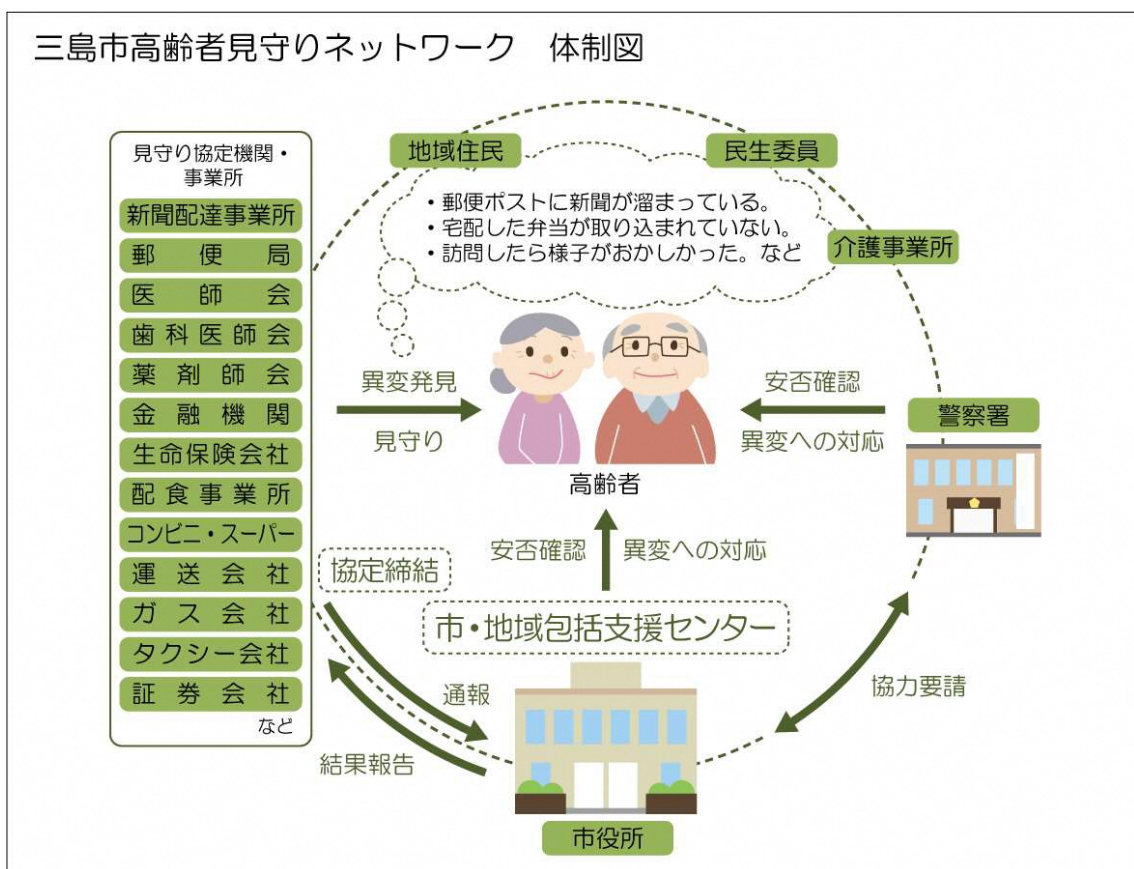 三島市高齢者見守りネットワーク　体制図
見守り協定機関・
事業所
新聞配達事業所
郵便局
医師会
歯科医師会
薬剤師会
金融機関
生命保険会社
配食事業所
コンビニ・スーパー
運送会社
ガス会社
タクシー会社
証券会社
など
地域住民
民生委員
介護事業所
・郵便ポストに新聞が溜まっている。
・宅配した弁当が取り込まれていない。
・訪問したら様子がおかしかった。など
異変発見
見守り
高齢者
安否確認
異変への対応
警察署
安否確認
異変への対応
協定締結
市・地域包括支援センター
通報
結果報告
協力要請
市役所